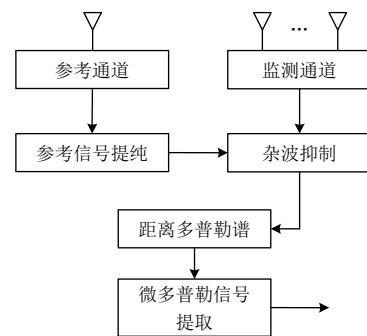 ...
参考通道
监测通道
参考信号提纯
杂波抑制
距离多普勒谱
微多普勒信号
提取